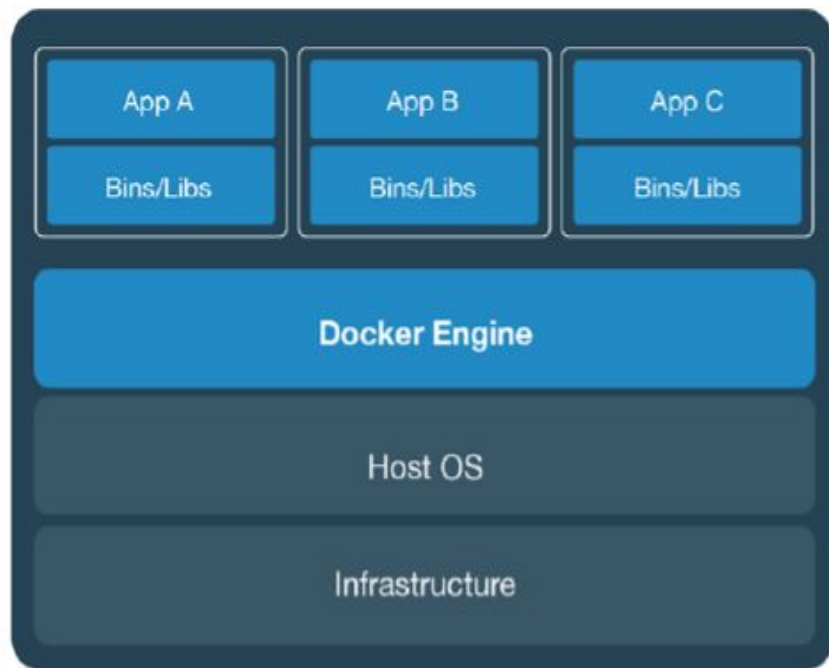 App A
App B
App C
Bins/Libs
Bins/Libs
Bins/Libs
Docker Engine
Host OS
Infrastructure